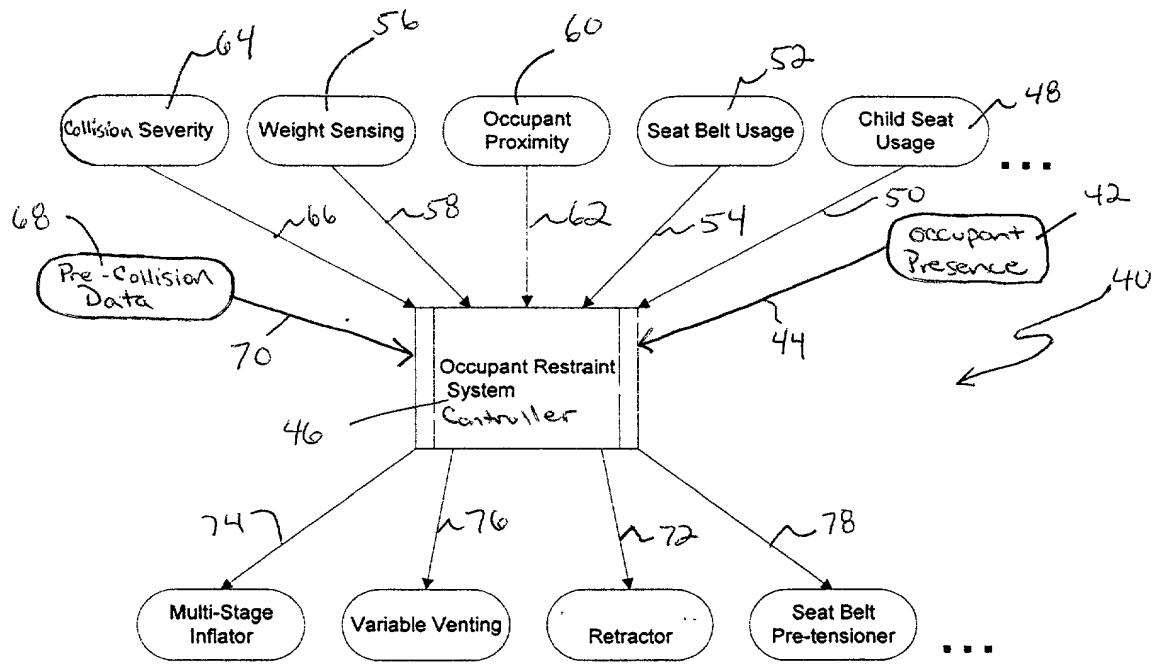 64
56
60
52
48
Collision Severity
Weight Sensing
Occupant
Proximity
Seat Belt Usage
Child Seat
Usage
...
66
58
62
54
50
68
Pre-Collision
Data
42
Occupant
Presence
40
70
44
Occupant Restraint
System
Controller
46
74
76
72
78
Multi-Stage
Inflator
Variable Venting
Retractor
Seat Belt
Pre-tensioner
...